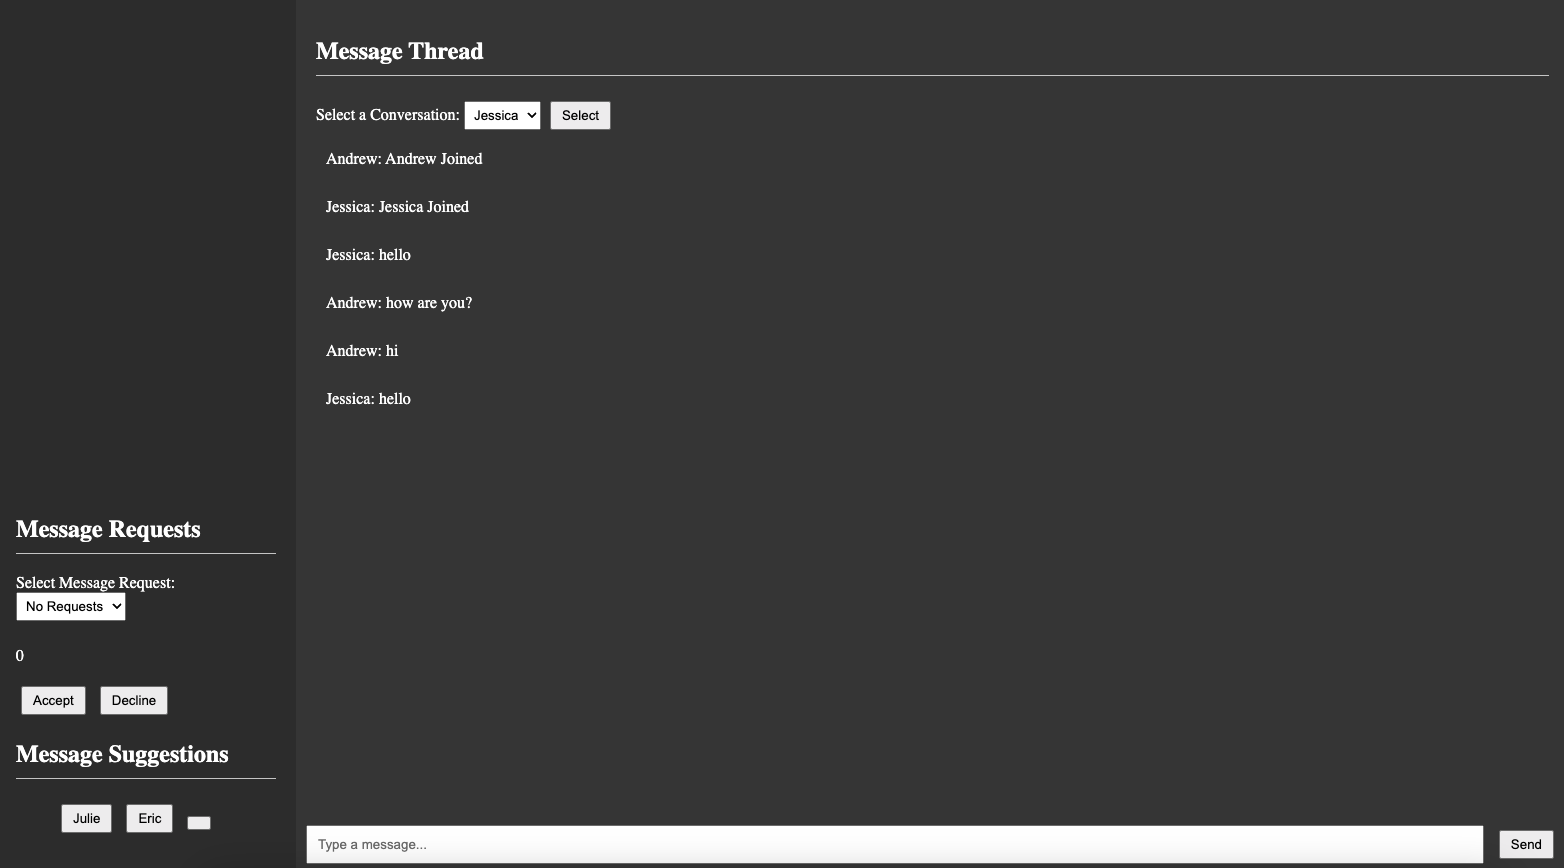 Message Thread
Select a Conversation: Jessica Select
Andrew: Andrew Joined
Jessica: Jessica Joined
Jessica: hello
Andrew: how are you?
Andrew: hi
Jessica: hello
Message Requests
Select Message Request:
No Requests
0
Accept Decline
Message Suggestions
Julie Eric
Type a message... Send